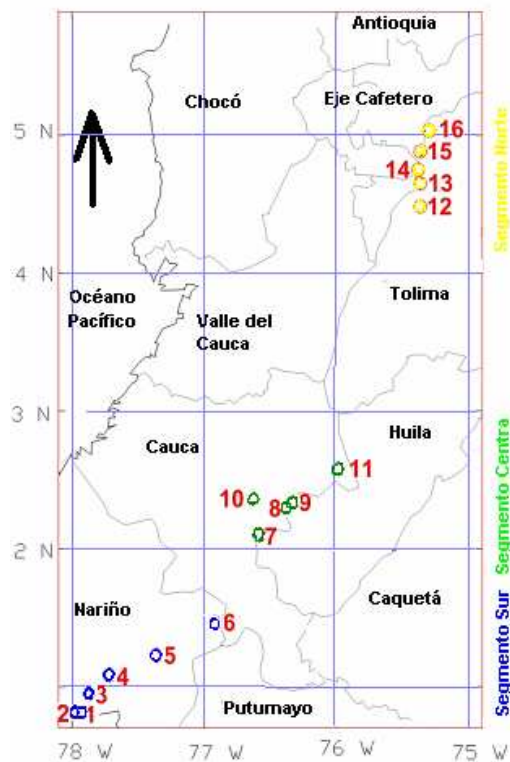 Antioquia
Chocó
Eje Cafetero
5 N
16
15
14
13
12
Segmento Norte
4 N
Océano
Pacífico
Valle del
Cauca
Tolima
3 N
Cauca
Huila
11
10
9
8
7
Segmento Centra
2 N
Nariño
Caquetá
6
5
4
3
2
1
Putumayo
Segmento Sur
78 W
77 W
76 W
75 W